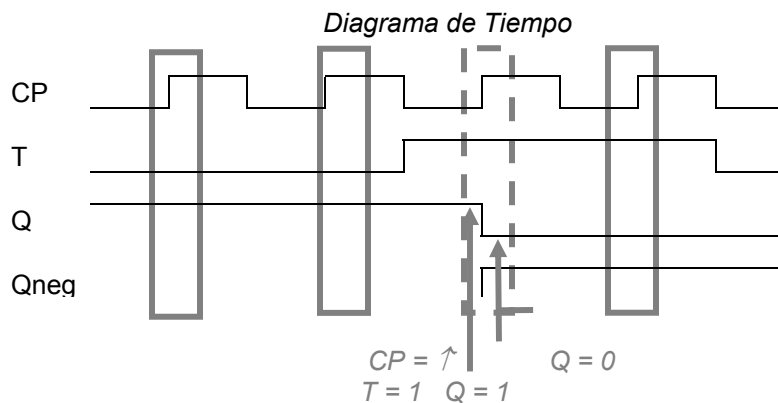 Diagrama de Tiempo
CP
T
Q
Qneg
CP = ↑ Q = 0
T = 1 Q = 1